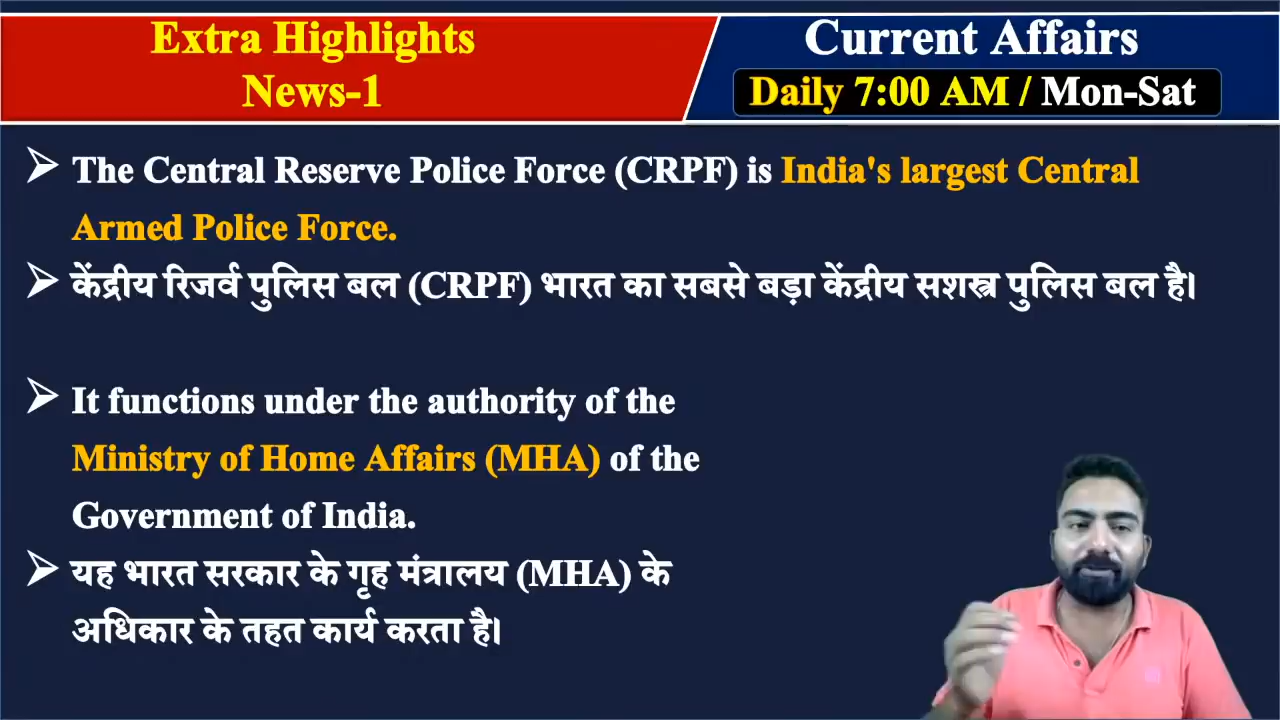 Extra Highlights
News-1
Current Affairs
Daily 7:00 AM / Mon-Sat
The Central Reserve Police Force (CRPF) is India's largest Central
Armed Police Force.
केंद्रीय रिजर्व पुलिस बल (CRPF) भारत का सबसे बड़ा केंद्रीय सशस्त्र पुलिस बल है।
It functions under the authority of the
Ministry of Home Affairs (MHA) of the
Government of India.
यह भारत सरकार के गृह मंत्रालय (MHA) के
अधिकार के तहत कार्य करता है।